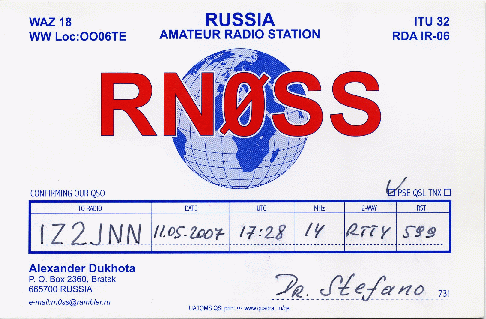 WAZ 18 RUSSIA ITU 32
WW Loc:OO06TE AMATEUR RADIO STATION RDA IR-06
RNØSS
CONFIRMING OUR QSO PSE QSL TNX
TO RADIO DATE UTC MHz 2-WAY RST
IZ2JNN 11.05.2007 17:28 14 RTTY 599
Alexander Dukhota
P. O. Box 2360, Bratsk
665700 RUSSIA
Dr. Stefano 73!